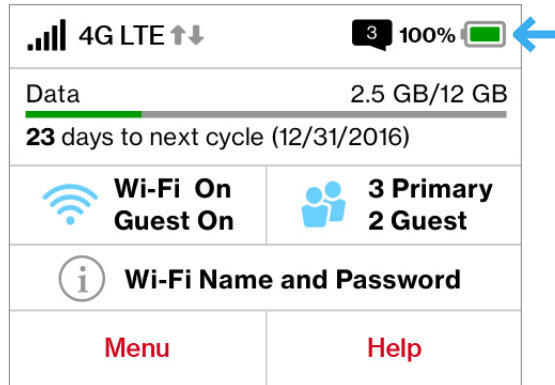 4G LTE 3 100%
Data 2.5 GB/12 GB
23 days to next cycle (12/31/2016)
Wi-Fi On 3 Primary
Guest On 2 Guest
i Wi-Fi Name and Password
Menu Help